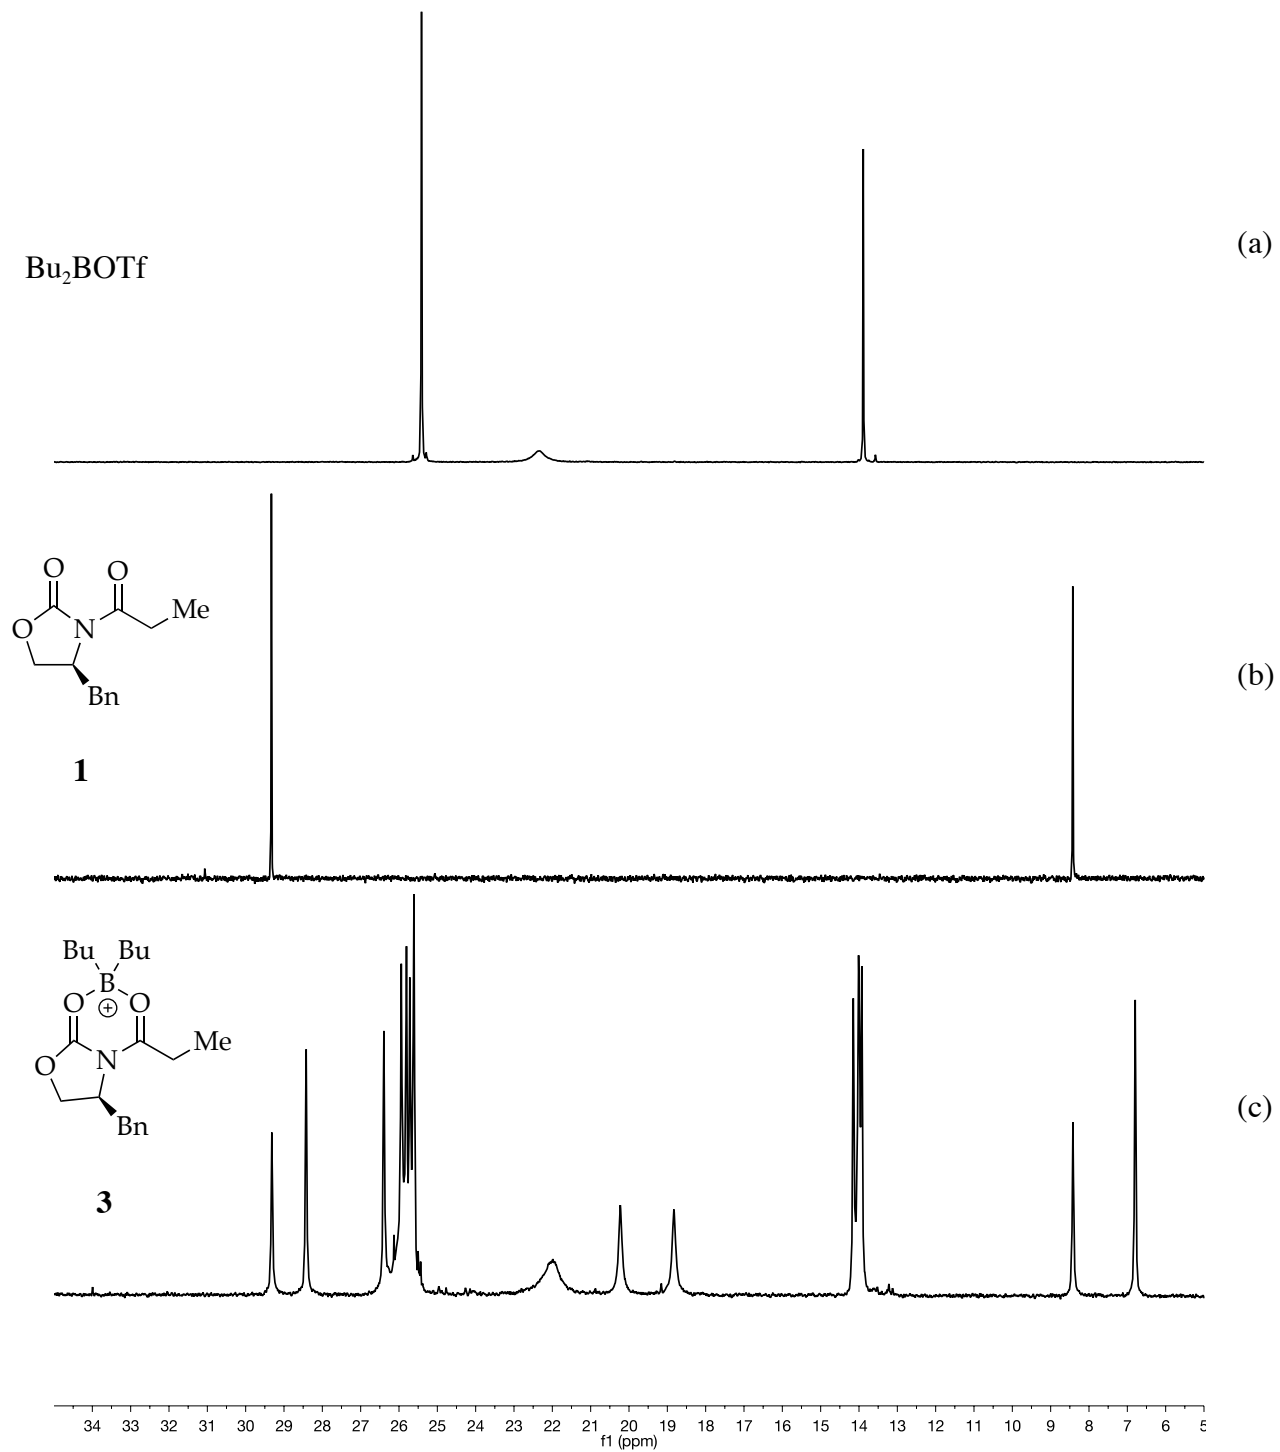 (a)
Bu₂BOTf
O O
Me
O N
Bn
(b)
1
Bu Bu
B
O ⊕ O
Me
O N
Bn
(c)
3
34 33 32 31 30 29 28 27 26 25 24 23 22 21 20 19 18 17 16 15 14 13 12 11 10 9 8 7 6 5
f1 (ppm)